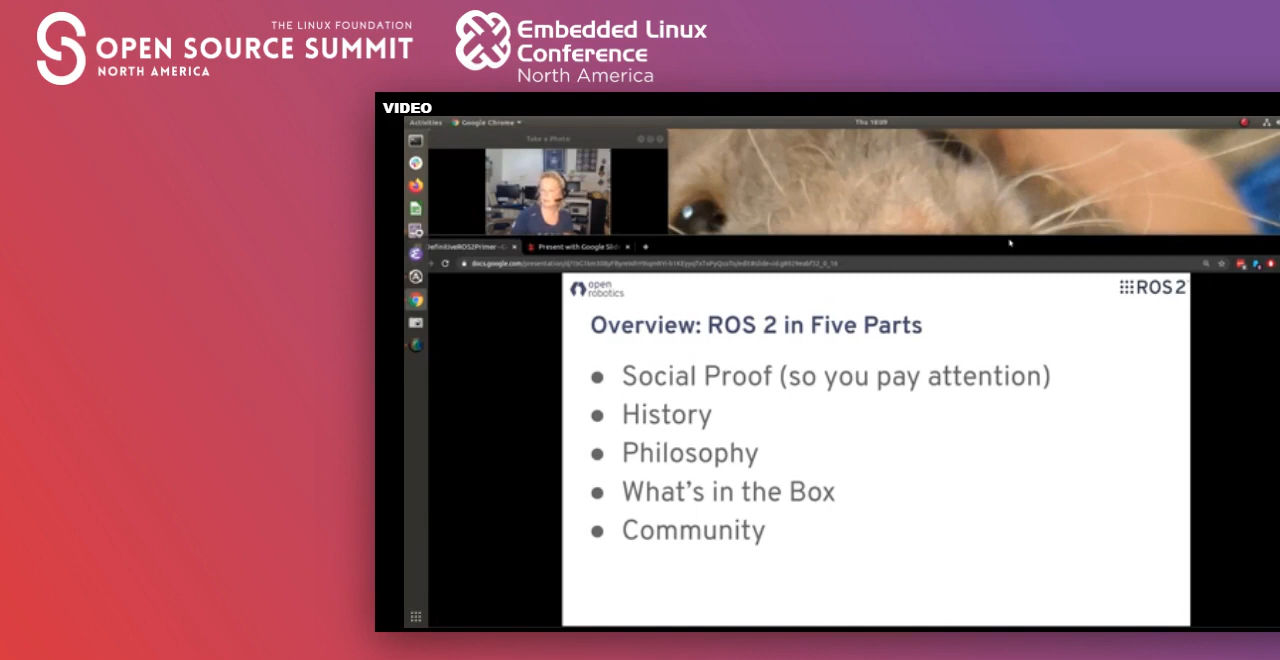 THE LINUX FOUNDATION
OPEN SOURCE SUMMIT
NORTH AMERICA
Embedded Linux
Conference
North America
VIDEO
Activities
Google Chrome
Thu 18:09
Take a Photo
DefinitiveROS2Primer
Present with Google Slid
open
robotics
ROS 2
Overview: ROS 2 in Five Parts
● Social Proof (so you pay attention)
● History
● Philosophy
● What's in the Box
● Community